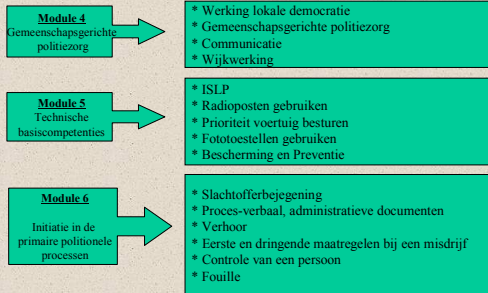 Module 4
Gemeenschapsgerichte
politiezorg
* Werking lokale democratie
* Gemeenschapsgerichte politiezorg
* Communicatie
* Wijkwerking
Module 5
Technische
basiscompetenties
* ISLP
* Radioposten gebruiken
* Prioriteit voertuig besturen
* Fototoestellen gebruiken
* Bescherming en Preventie
Module 6
Initiatie in de
primaire politionele
processen
* Slachtofferbejegening
* Proces-verbaal, administratieve documenten
* Verhoor
* Eerste en dringende maatregelen bij een misdrijf
* Controle van een persoon
* Fouille